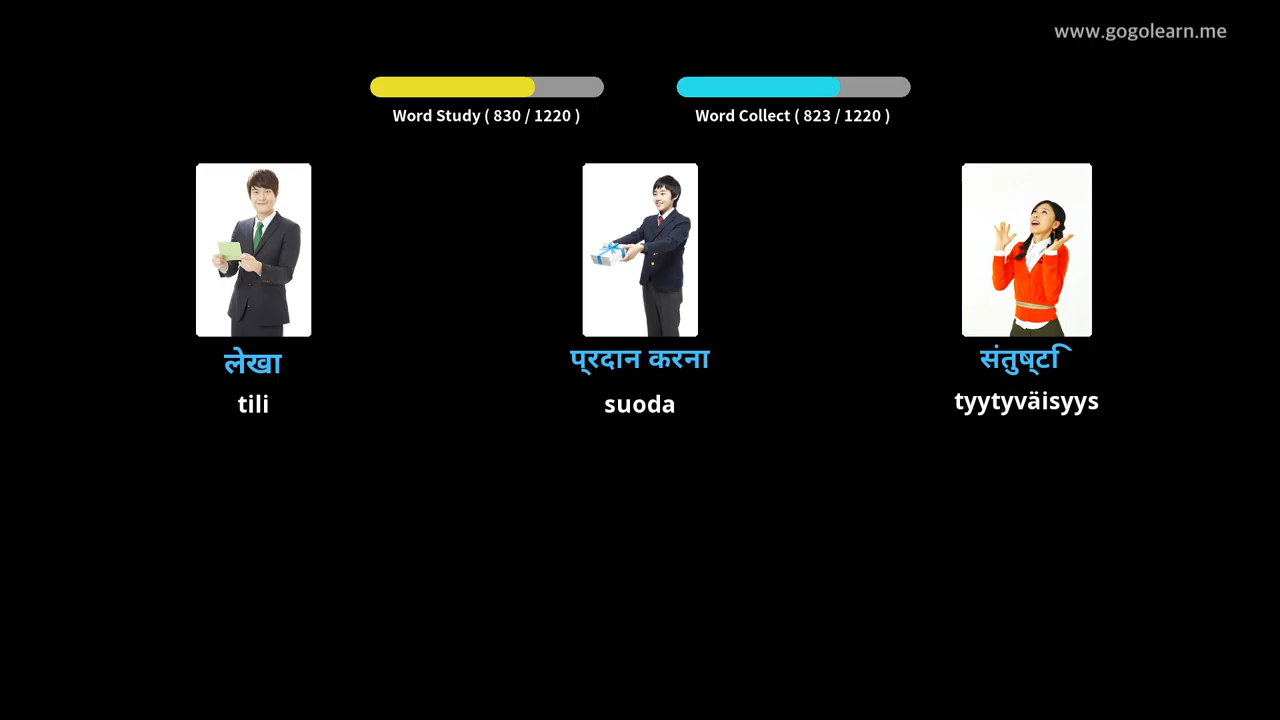 www.gogolearn.me
Word Study ( 830 / 1220 )
Word Collect ( 823 / 1220 )
लेखा
प्रदान करना
संतुष्टि
tili
suoda
tyytyväisyys